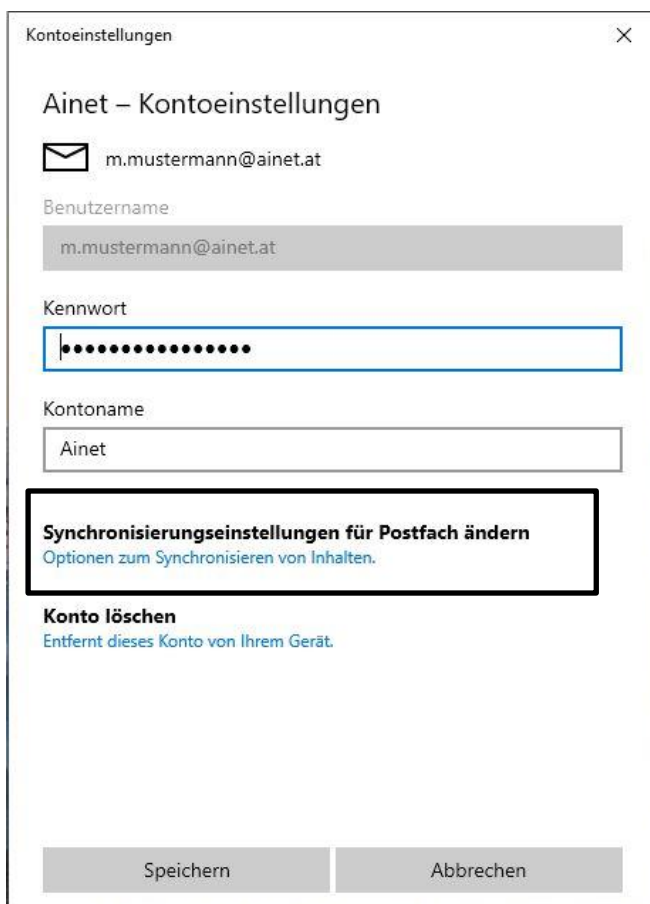 Kontoeinstellungen
Ainet – Kontoeinstellungen
m.mustermann@ainet.at
Benutzername
m.mustermann@ainet.at
Kennwort
••••••••••••••••
Kontoname
Ainet
Synchronisierungseinstellungen für Postfach ändern
Optionen zum Synchronisieren von Inhalten.
Konto löschen
Entfernt dieses Konto von Ihrem Gerät.
Speichern
Abbrechen